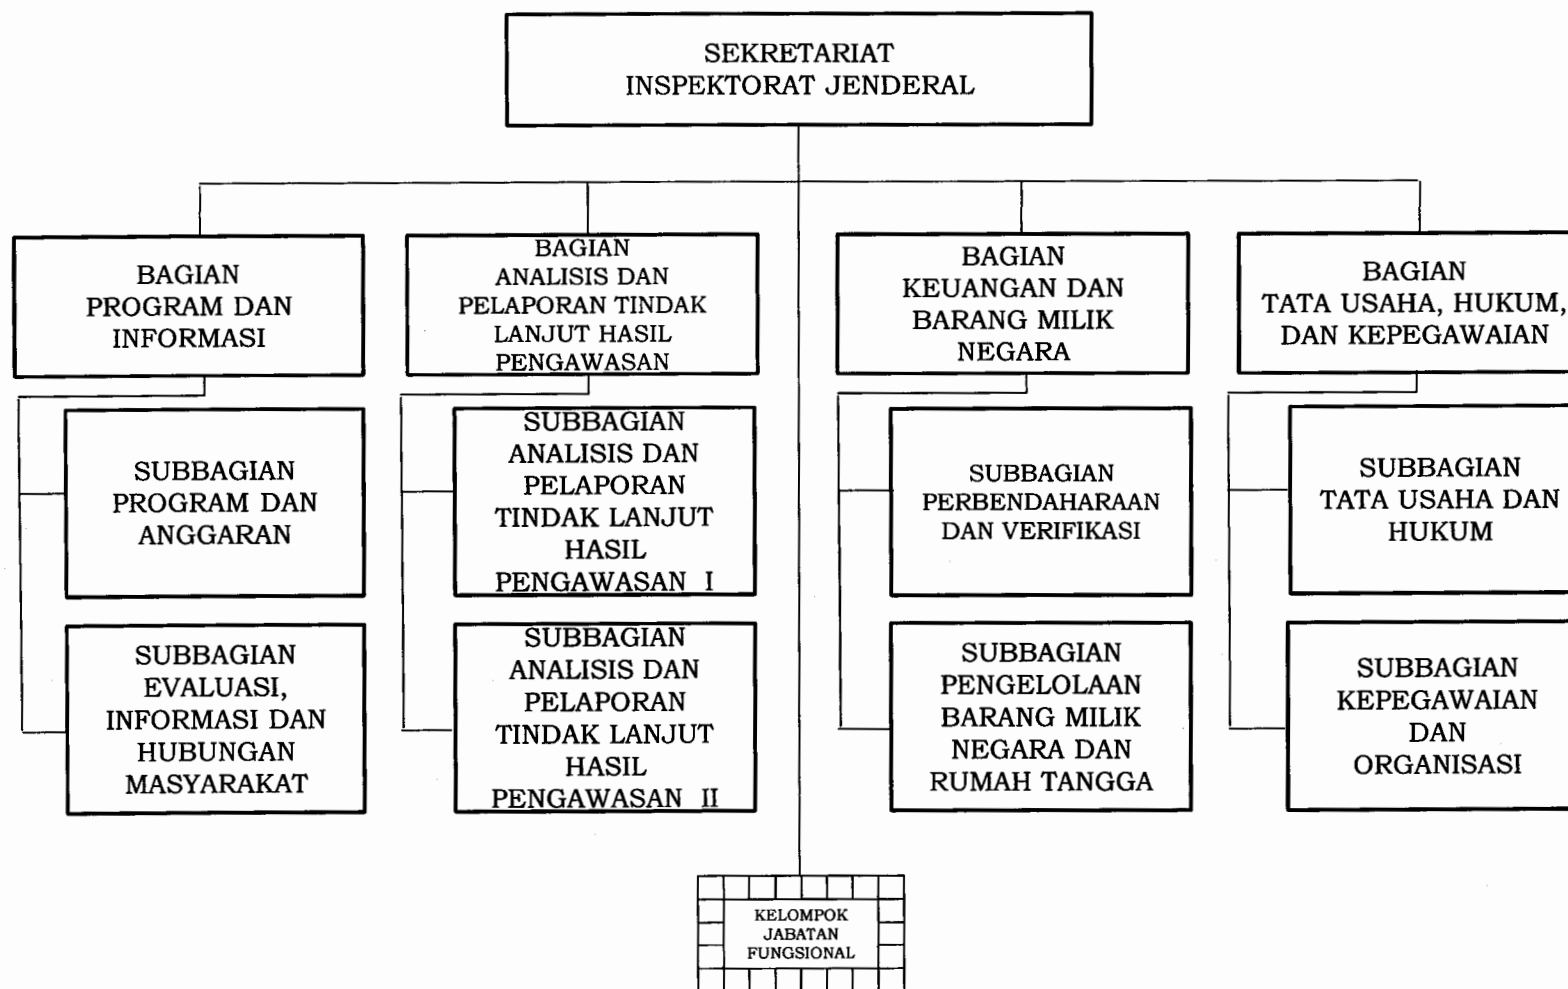 SEKRETARIAT
INSPEKTORAT JENDERAL
BAGIAN
PROGRAM DAN
INFORMASI
BAGIAN
ANALISIS DAN
PELAPORAN TINDAK
LANJUT HASIL
PENGAWASAN
BAGIAN
KEUANGAN DAN
BARANG MILIK
NEGARA
BAGIAN
TATA USAHA, HUKUM,
DAN KEPEGAWAIAN
SUBBAGIAN
PROGRAM DAN
ANGGARAN
SUBBAGIAN
ANALISIS DAN
PELAPORAN
TINDAK LANJUT
HASIL
PENGAWASAN I
SUBBAGIAN
PERBENDAHARAAN
DAN VERIFIKASI
SUBBAGIAN
TATA USAHA DAN
HUKUM
SUBBAGIAN
EVALUASI,
INFORMASI DAN
HUBUNGAN
MASYARAKAT
SUBBAGIAN
ANALISIS DAN
PELAPORAN
TINDAK LANJUT
HASIL
PENGAWASAN II
SUBBAGIAN
PENGELOLAAN
BARANG MILIK
NEGARA DAN
RUMAH TANGGA
SUBBAGIAN
KEPEGAWAIAN
DAN
ORGANISASI
KELOMPOK
JABATAN
FUNGSIONAL